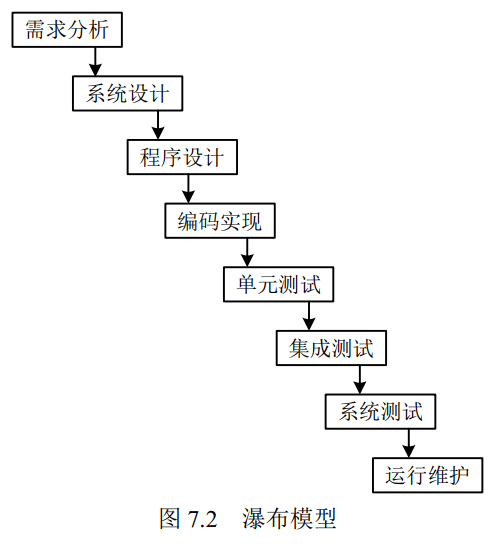 需求分析
系统设计
程序设计
编码实现
单元测试
集成测试
系统测试
运行维护
图 7.2 瀑布模型